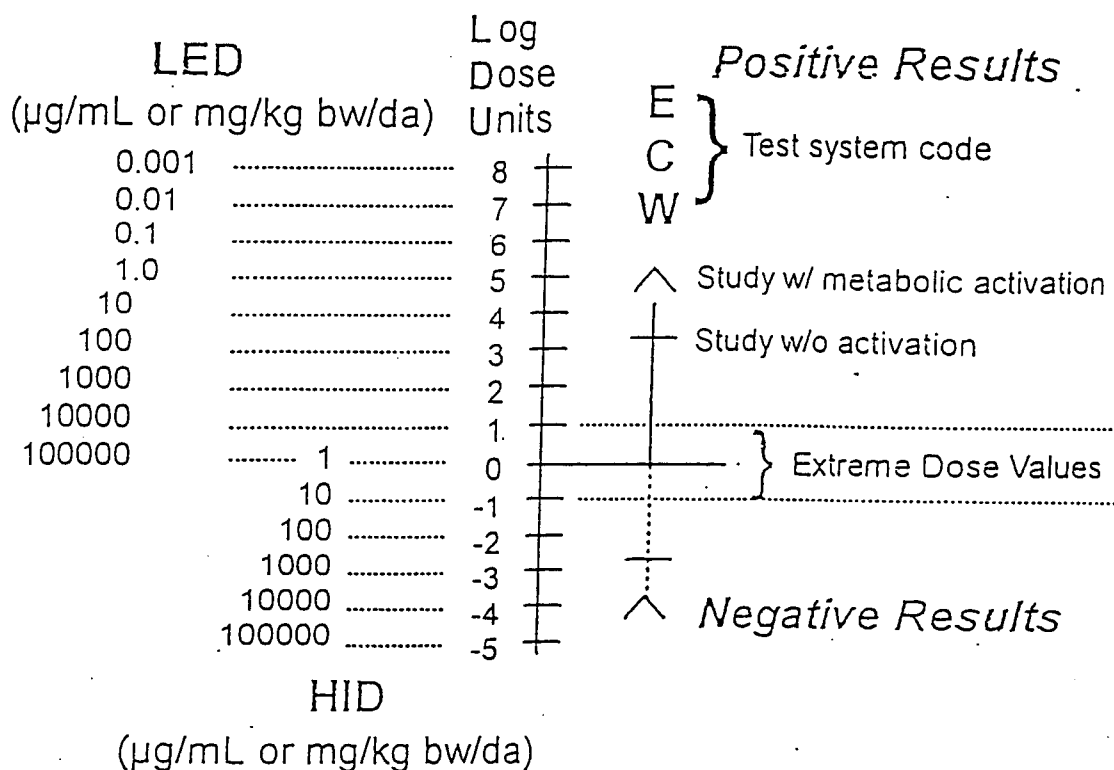 LED
(µg/mL or mg/kg bw/da)
Log
Dose
Units
Positive Results
E
C
W
Test system code
0.001 8
0.01 7
0.1 6
1.0 5
10 4
100 3
1000 2
10000 1
100000 1 0
10 -1
100 -2
1000 -3
10000 -4
100000 -5
Study w/ metabolic activation
Study w/o activation
Extreme Dose Values
Negative Results
HID
(µg/mL or mg/kg bw/da)